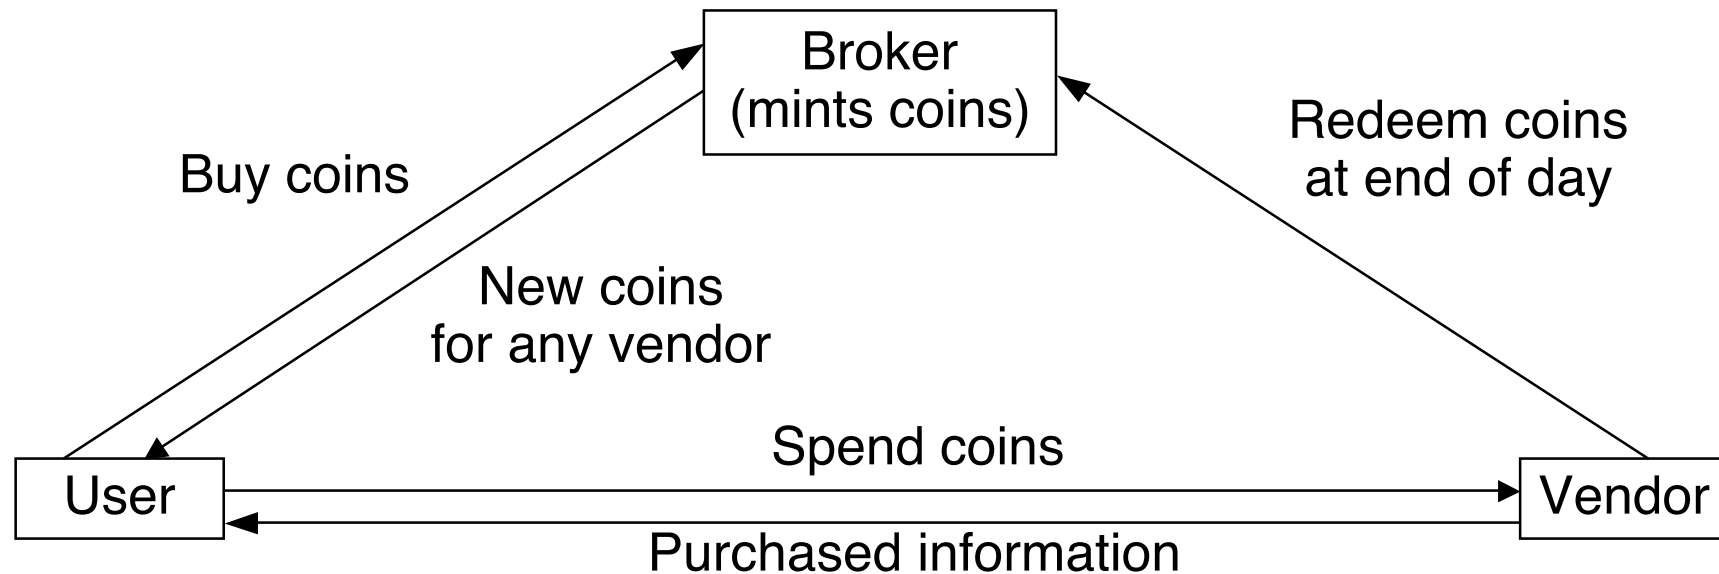 Broker
(mints coins)
Redeem coins
at end of day
Buy coins
New coins
for any vendor
Spend coins
User
Vendor
Purchased information